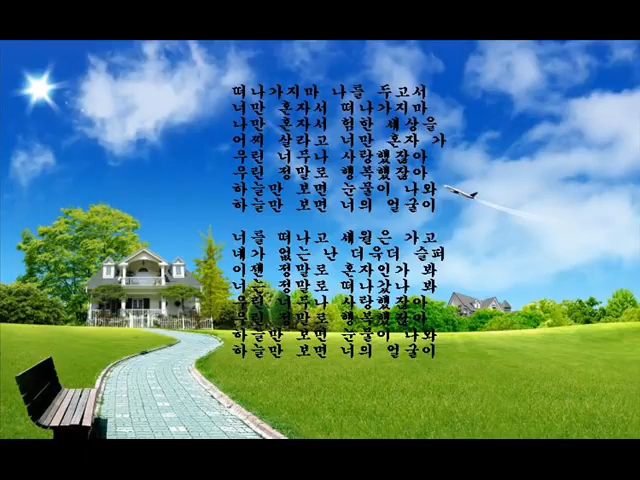 떠나가지마 나를 두고서
너만 혼자서 떠나가지마
나만 혼자서 험한 세상을
어찌 살라고 너만 혼자 가
우린 너무나 사랑했잖아
우린 정말로 행복했잖아
하늘만 보면 눈물이 나와
하늘만 보면 너의 얼굴이
너를 떠나고 세월은 가고
네가 없는 난 더욱더 슬퍼
이젠 정말로 혼자인가 봐
너는 정말로 떠나갔나 봐
우린 너무나 사랑했잖아
우린 정말로 행복했잖아
하늘만 보면 눈물이 나와
하늘만 보면 너의 얼굴이